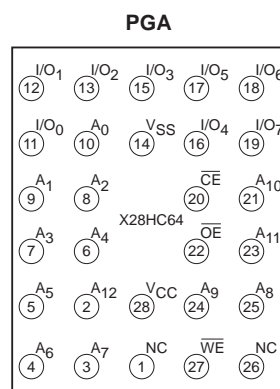 PGA
I/O1 I/O2 I/O3 I/O5 I/O6
12 13 15 17 18
I/O0 A0 VSS I/O4 I/O7
11 10 14 16 19
A1 A2 CE A10
9 8 20 21
X28HC64
A3 A4 OE A11
7 6 22 23
A5 A12 VCC A9 A8
5 2 28 24 25
A6 A7 NC WE NC
4 3 1 27 26